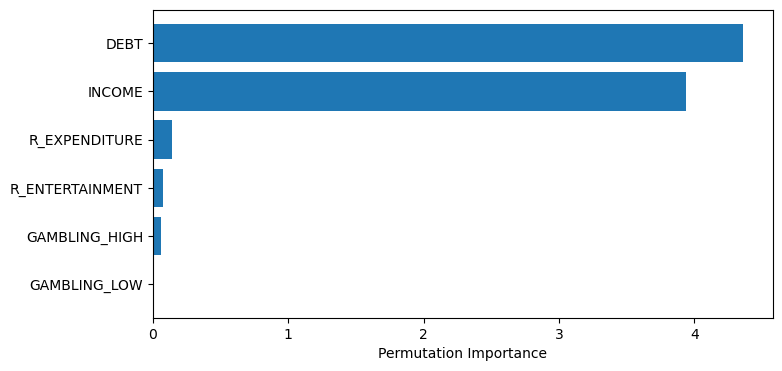 DEBT
INCOME
R_EXPENDITURE
R_ENTERTAINMENT
GAMBLING_HIGH
GAMBLING_LOW
0 1 2 3 4
Permutation Importance